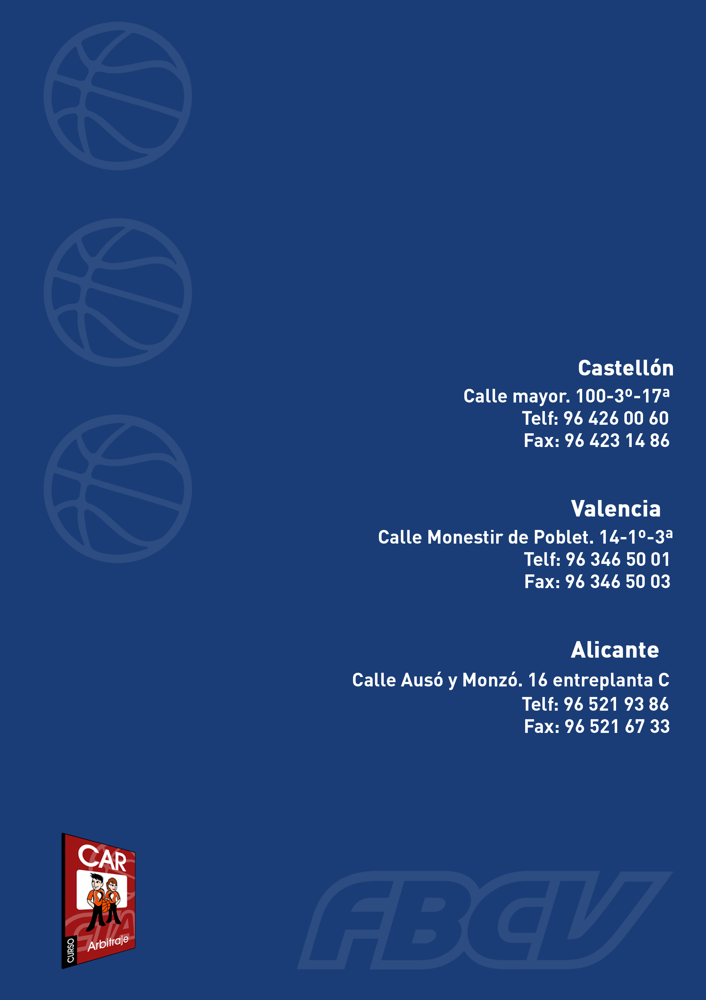 Castellón
Calle mayor. 100-3º-17ª
Telf: 96 426 00 60
Fax: 96 423 14 86
Valencia
Calle Monestir de Poblet. 14-1º-3ª
Telf: 96 346 50 01
Fax: 96 346 50 03
Alicante
Calle Ausó y Monzó. 16 entreplanta C
Telf: 96 521 93 86
Fax: 96 521 67 33
CAR
CTA
Arbitraje
CURSO
FBCV